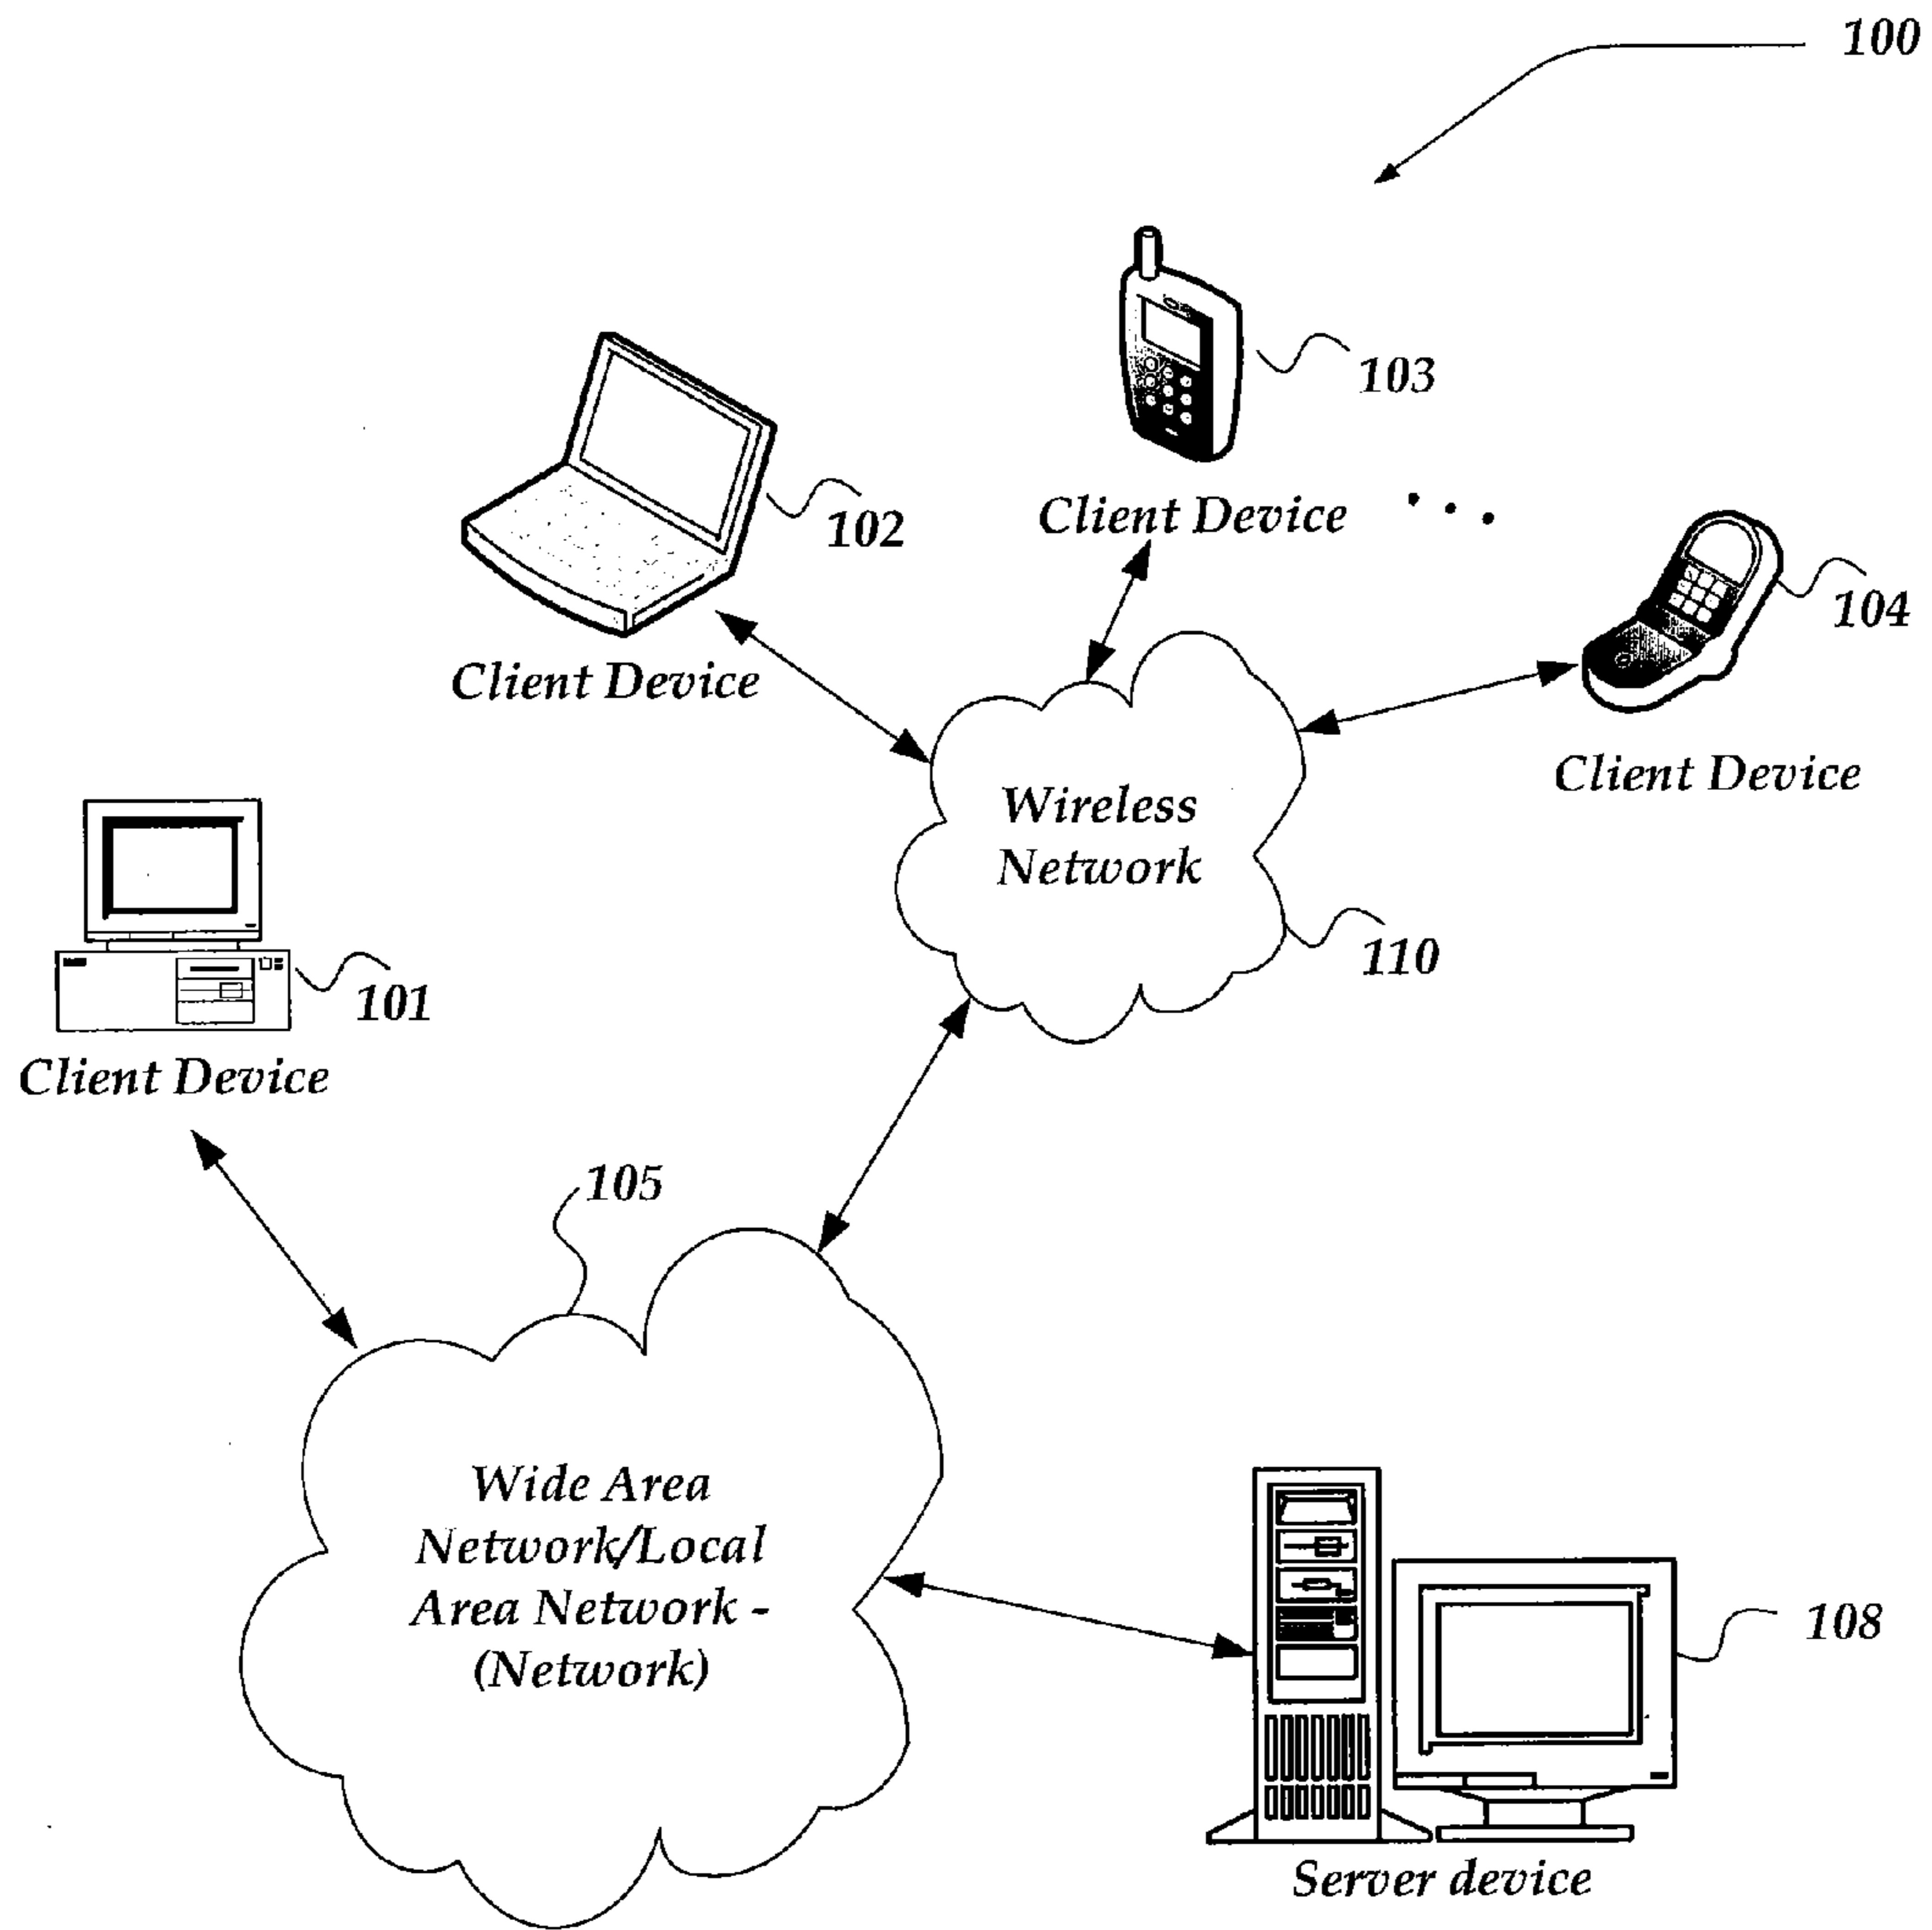 100
103
102
Client Device
104
Client Device
Client Device
Wireless
Network
110
101
Client Device
105
Wide Area
Network/Local
Area Network -
(Network)
108
Server device